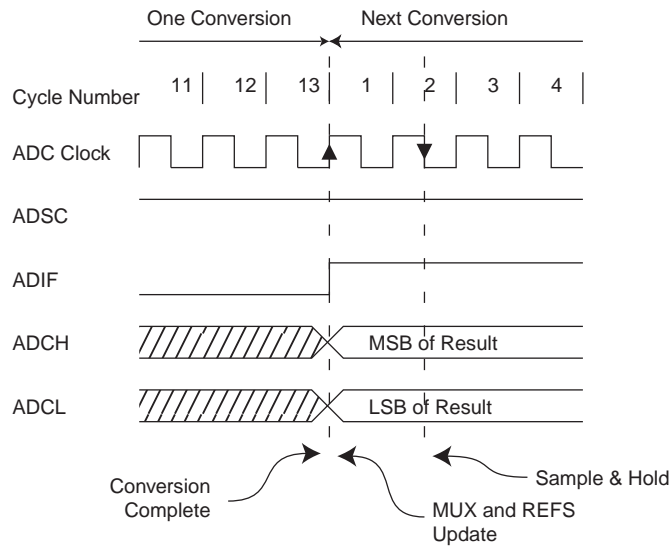 One Conversion Next Conversion
Cycle Number 11 12 13 1 2 3 4
ADC Clock
ADSC
ADIF
ADCH MSB of Result
ADCL LSB of Result
Conversion
Complete
MUX and REFS
Update
Sample & Hold